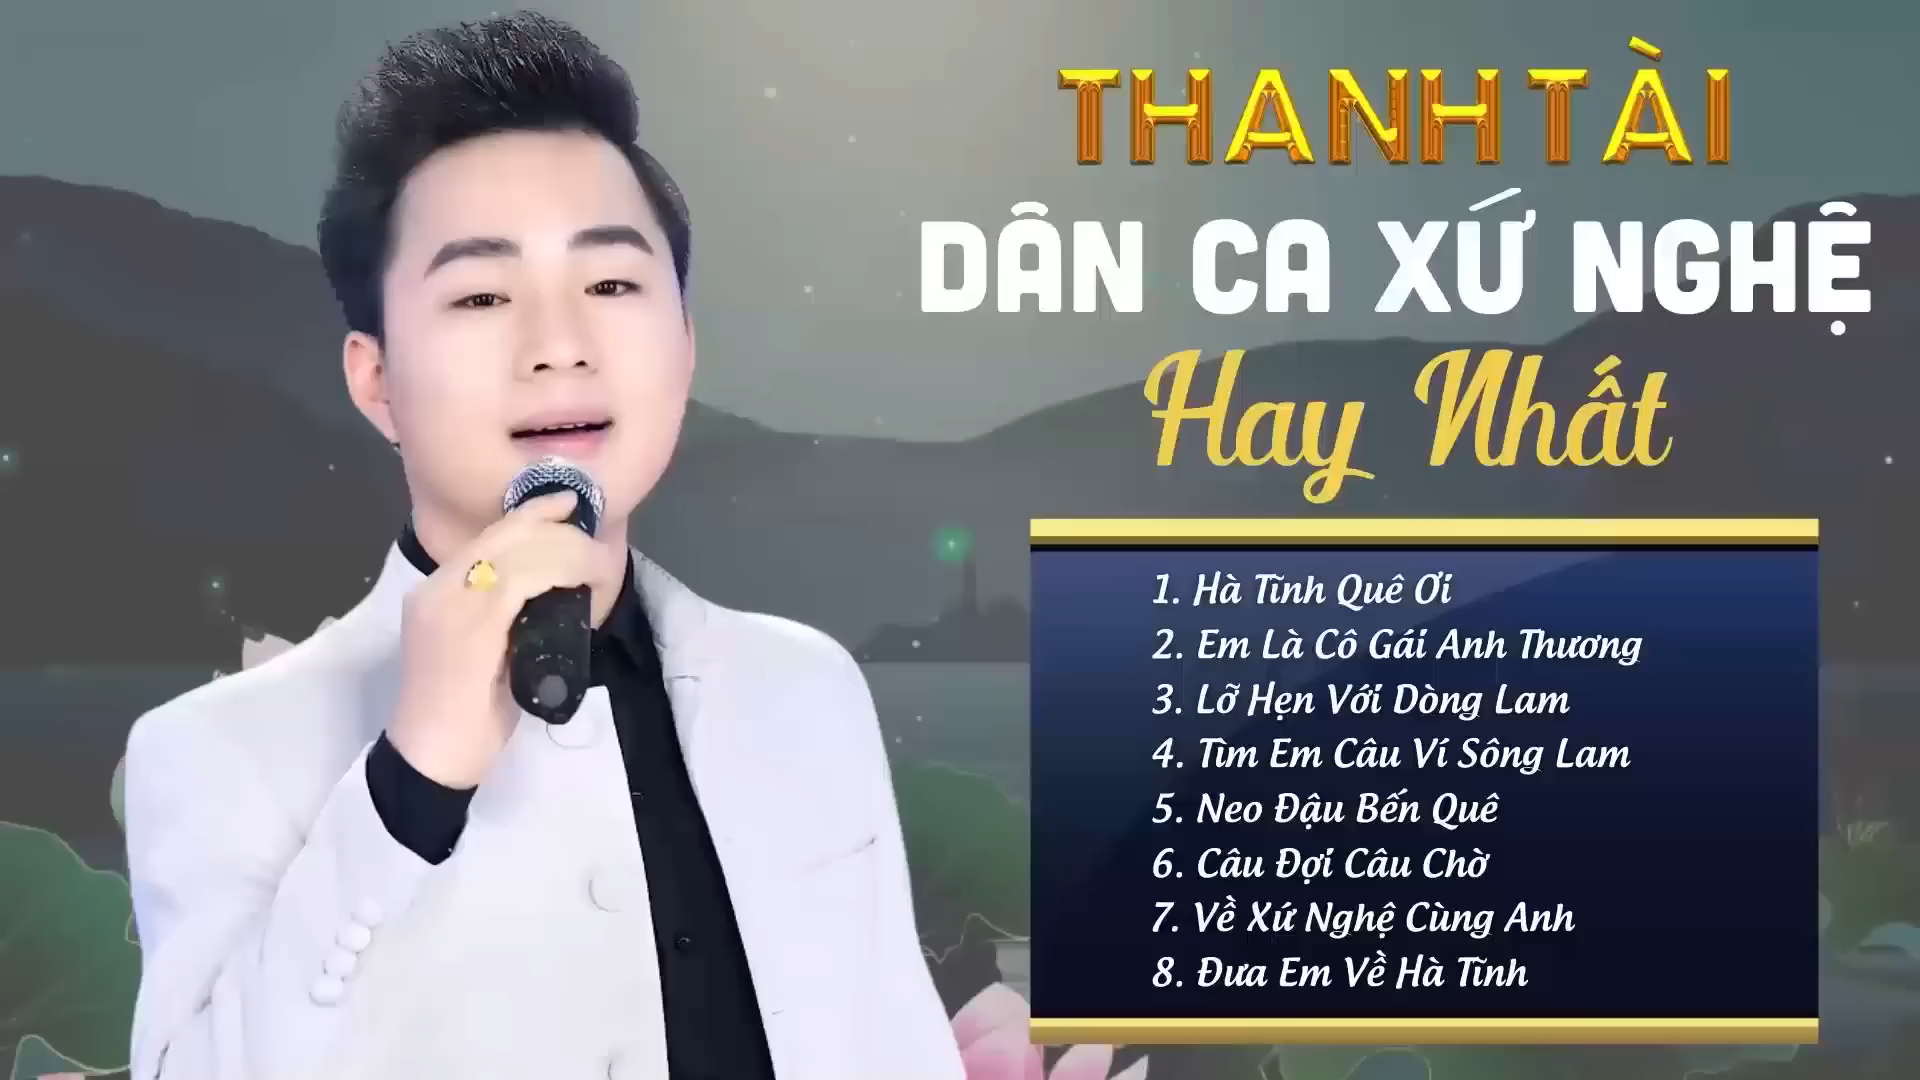 THANH TÀI
DÂN CA XỨ NGHỆ
Hay Nhất
1. Hà Tĩnh Quê Ơi
2. Em Là Cô Gái Anh Thương
3. Lỡ Hẹn Với Dòng Lam
4. Tìm Em Câu Ví Sông Lam
5. Neo Đậu Bến Quê
6. Câu Đợi Câu Chờ
7. Về Xứ Nghệ Cùng Anh
8. Đưa Em Về Hà Tĩnh